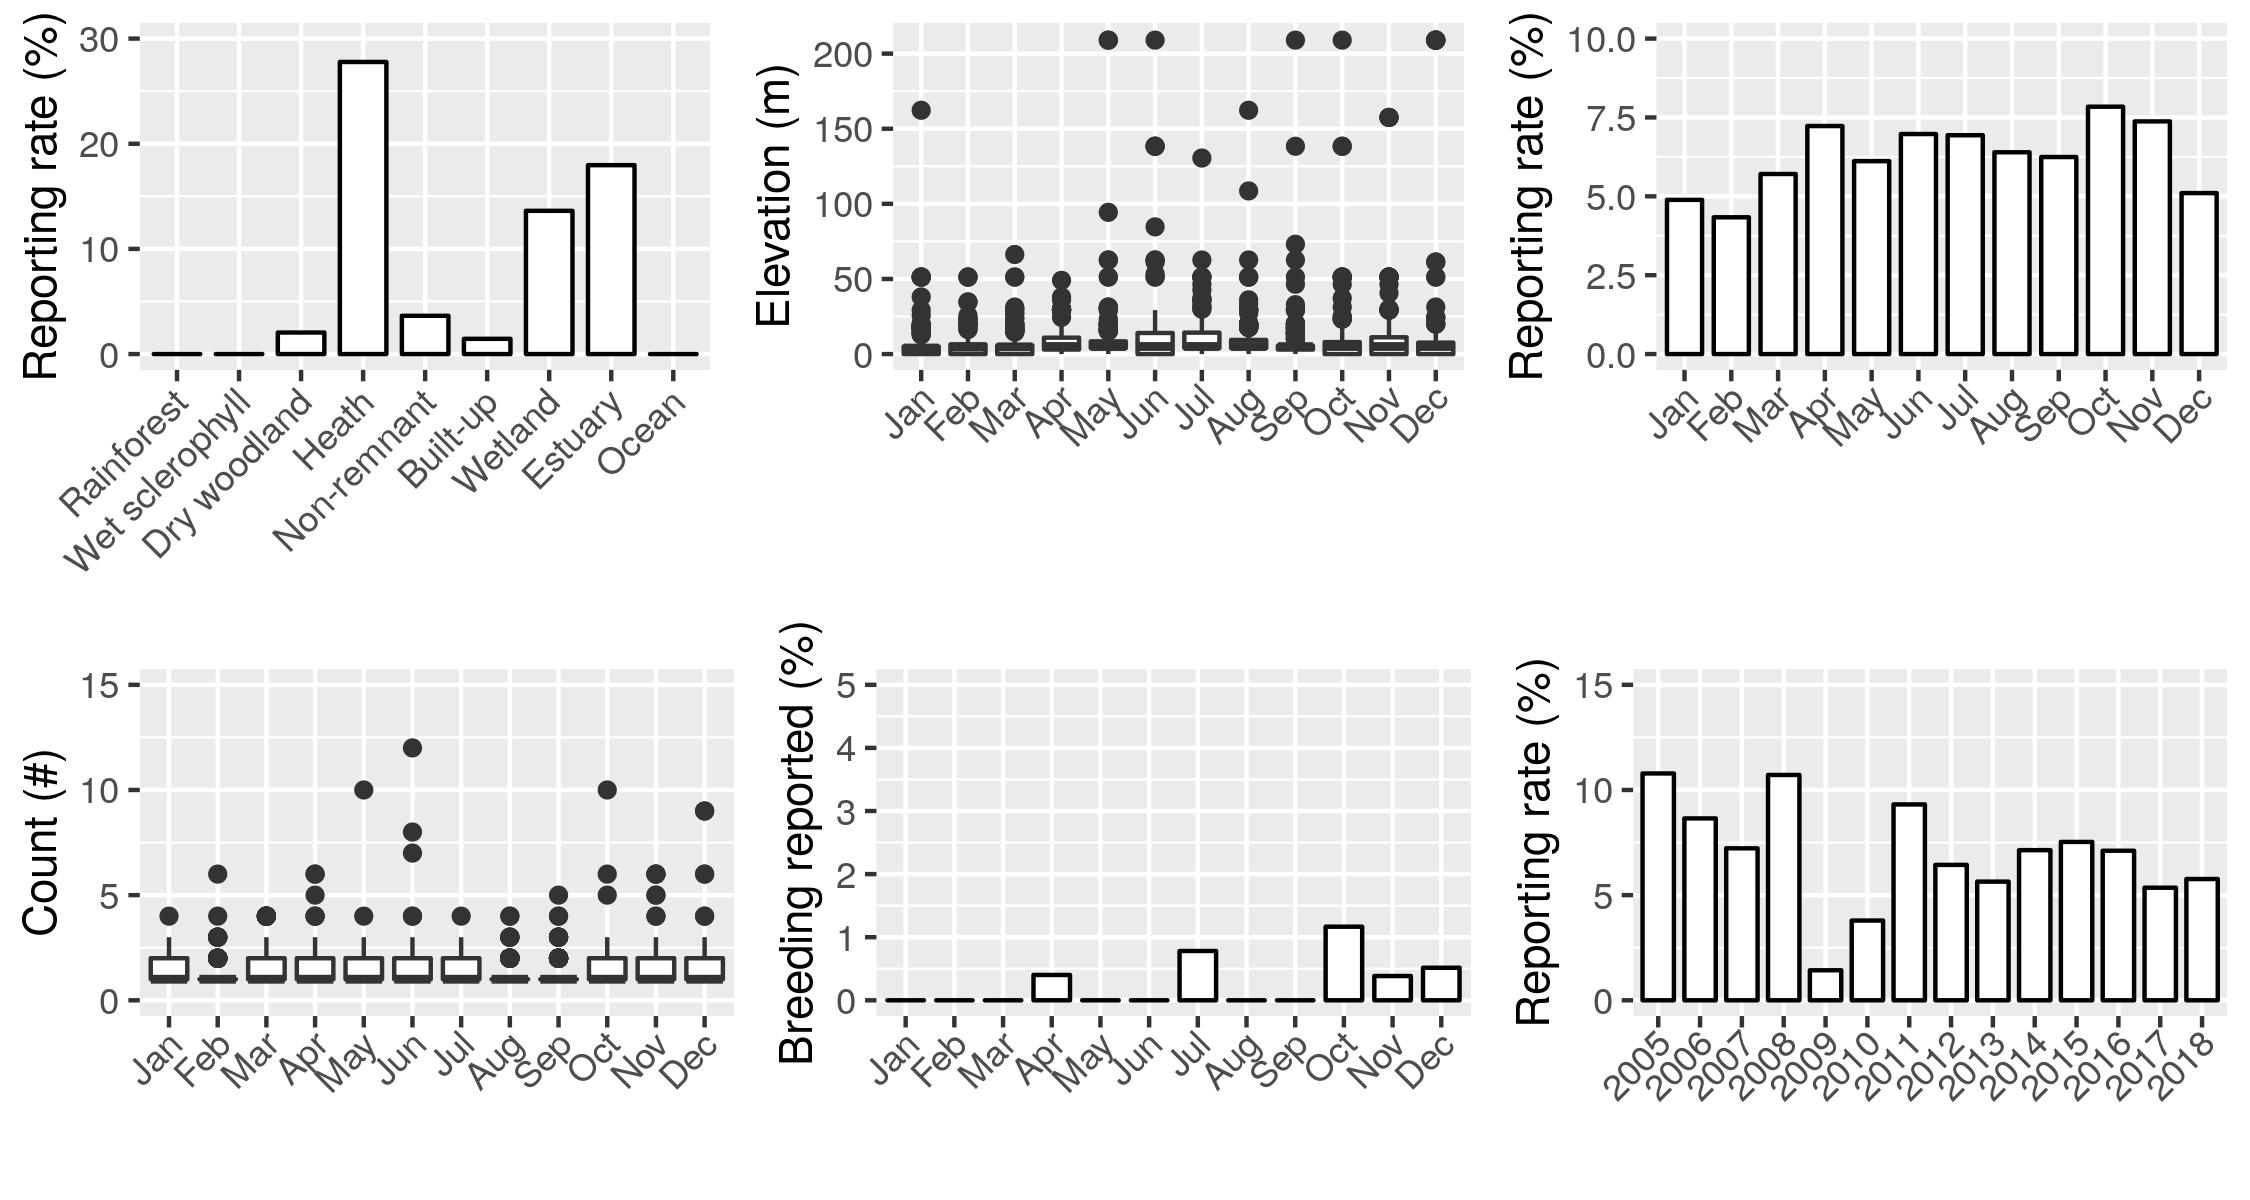 Reporting rate (%)
30
20
10
0
Rainforest
Wet sclerophyll
Dry woodland
Heath
Non-remnant
Built-up
Wetland
Estuary
Ocean
Elevation (m)
200
150
100
50
0
Jan
Feb
Mar
Apr
May
Jun
Jul
Aug
Sep
Oct
Nov
Dec
Reporting rate (%)
10.0
7.5
5.0
2.5
0.0
Jan
Feb
Mar
Apr
May
Jun
Jul
Aug
Sep
Oct
Nov
Dec
Count (#)
15
10
5
0
Jan
Feb
Mar
Apr
May
Jun
Jul
Aug
Sep
Oct
Nov
Dec
Breeding reported (%)
5
4
3
2
1
0
Jan
Feb
Mar
Apr
May
Jun
Jul
Aug
Sep
Oct
Nov
Dec
Reporting rate (%)
15
10
5
0
2005
2006
2007
2008
2009
2010
2011
2012
2013
2014
2015
2016
2017
2018